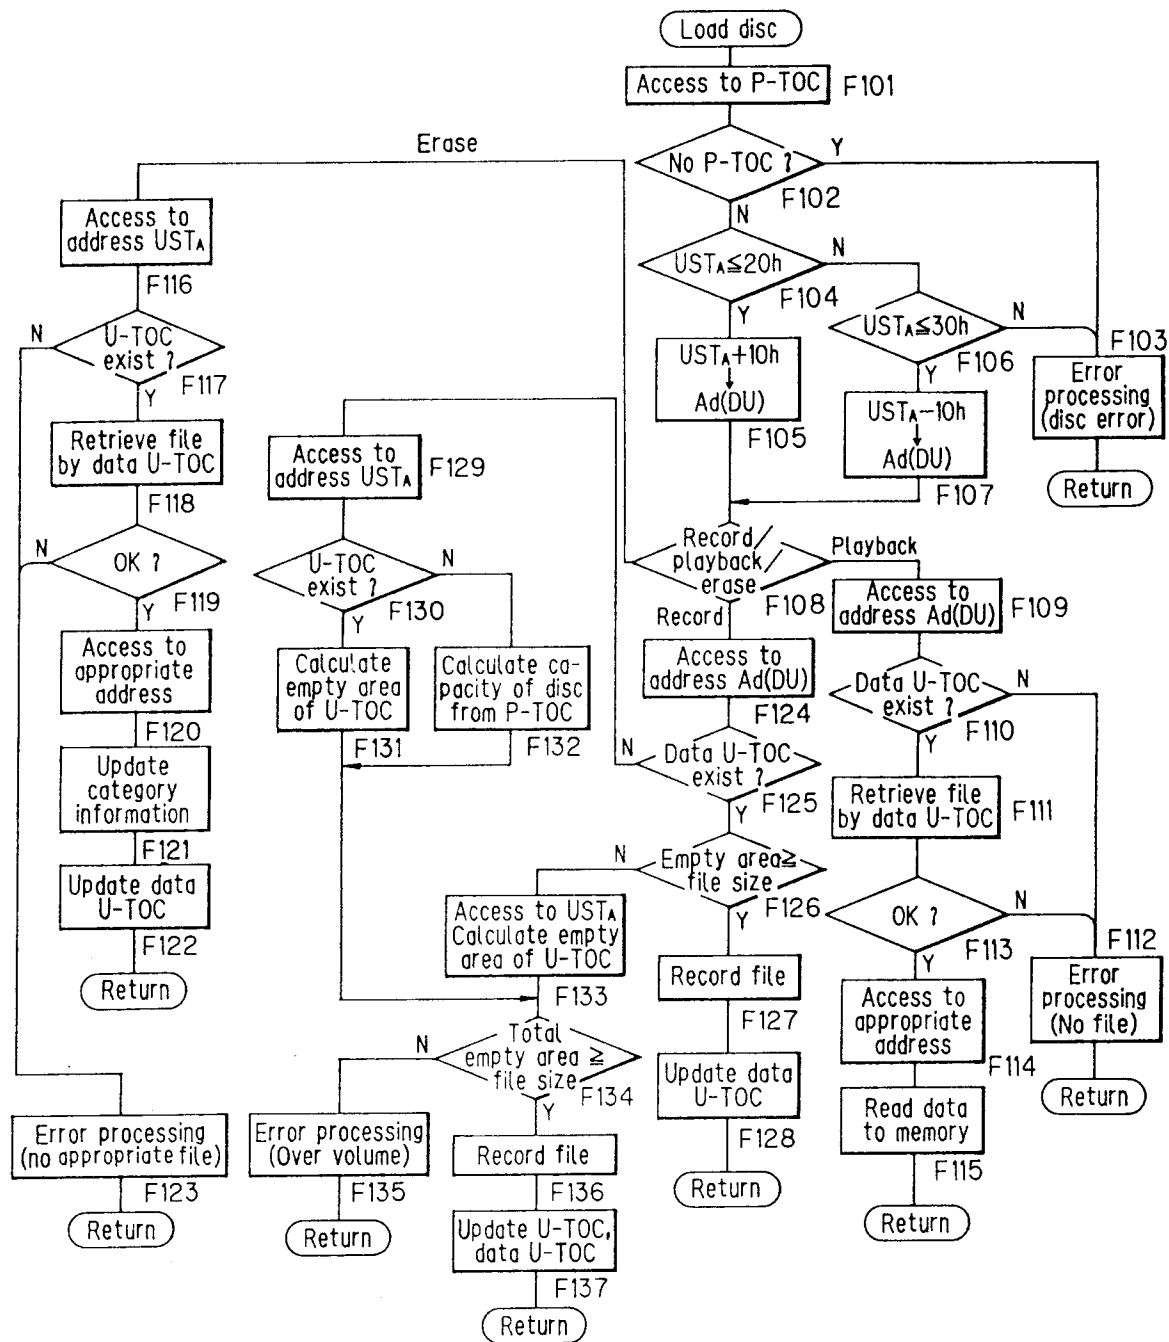 Load disc
Access to P-TOC
F101
No P-TOC ?
Y
F102
N
USTA≦20h
N
F104
Y
USTA+10h
↓
Ad(DU)
F105
USTA≦30h
N
F106
Y
USTA-10h
↓
Ad(DU)
F107
F103
Error
processing
(disc error)
Return
Record/
playback/
erase
F108
Erase
Playback
Record
Access to
address USTA
F116
U-TOC
exist ?
N
F117
Y
Retrieve file
by data U-TOC
F118
OK ?
N
F119
Y
Access to
appropriate
address
F120
Update
category
information
F121
Update data
U-TOC
F122
Return
Error processing
(no appropriate file)
F123
Return
Access to
address USTA
F129
U-TOC
exist ?
N
F130
Y
Calculate
empty area
of U-TOC
F131
Calculate ca-
pacity of disc
from P-TOC
F132
Access to
address Ad(DU)
F124
Data U-TOC
exist ?
N
F125
Y
Empty area≧
file size
N
F126
Y
Record file
F127
Update data
U-TOC
F128
Return
Access to USTA
Calculate empty
area of U-TOC
F133
Total
empty area ≧
file size
N
F134
Y
Error processing
(Over volume)
F135
Return
Record file
F136
Update U-TOC,
data U-TOC
F137
Return
Access to
address Ad(DU)
F109
Data U-TOC
exist ?
N
F110
Y
Retrieve file
by data U-TOC
F111
OK ?
N
F113
Y
Access to
appropriate
address
F114
Read data
to memory
F115
Return
F112
Error
processing
(No file)
Return